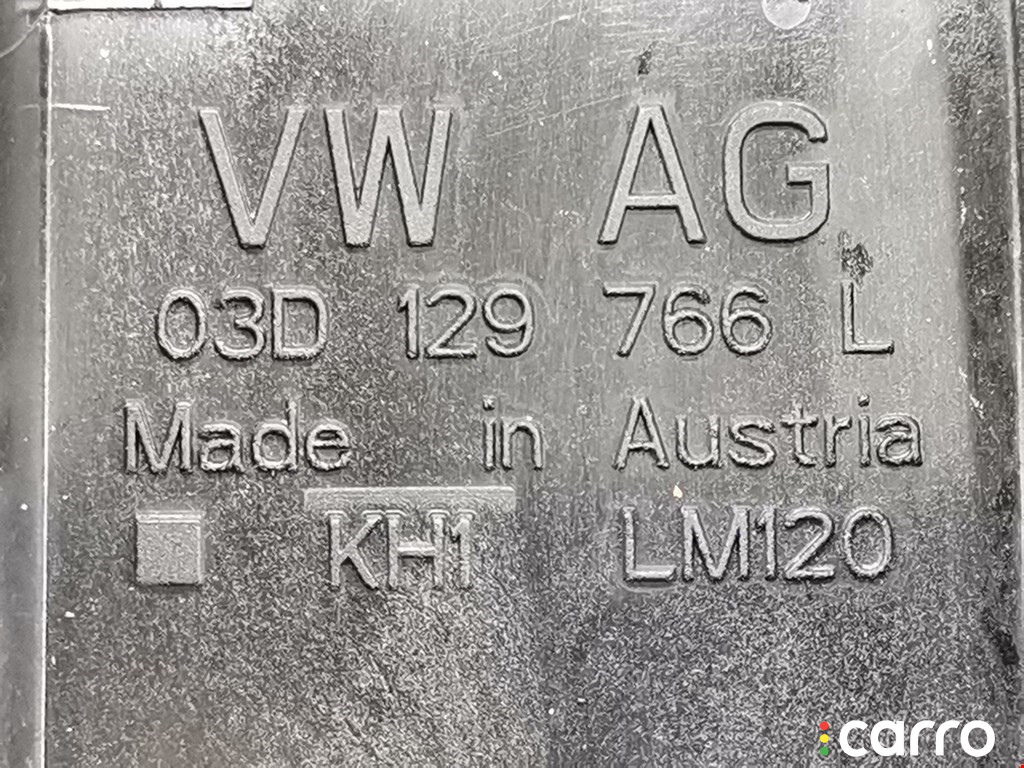 VW AG
03D 129 766 L
Made in Austria
KH1 LM120
carro